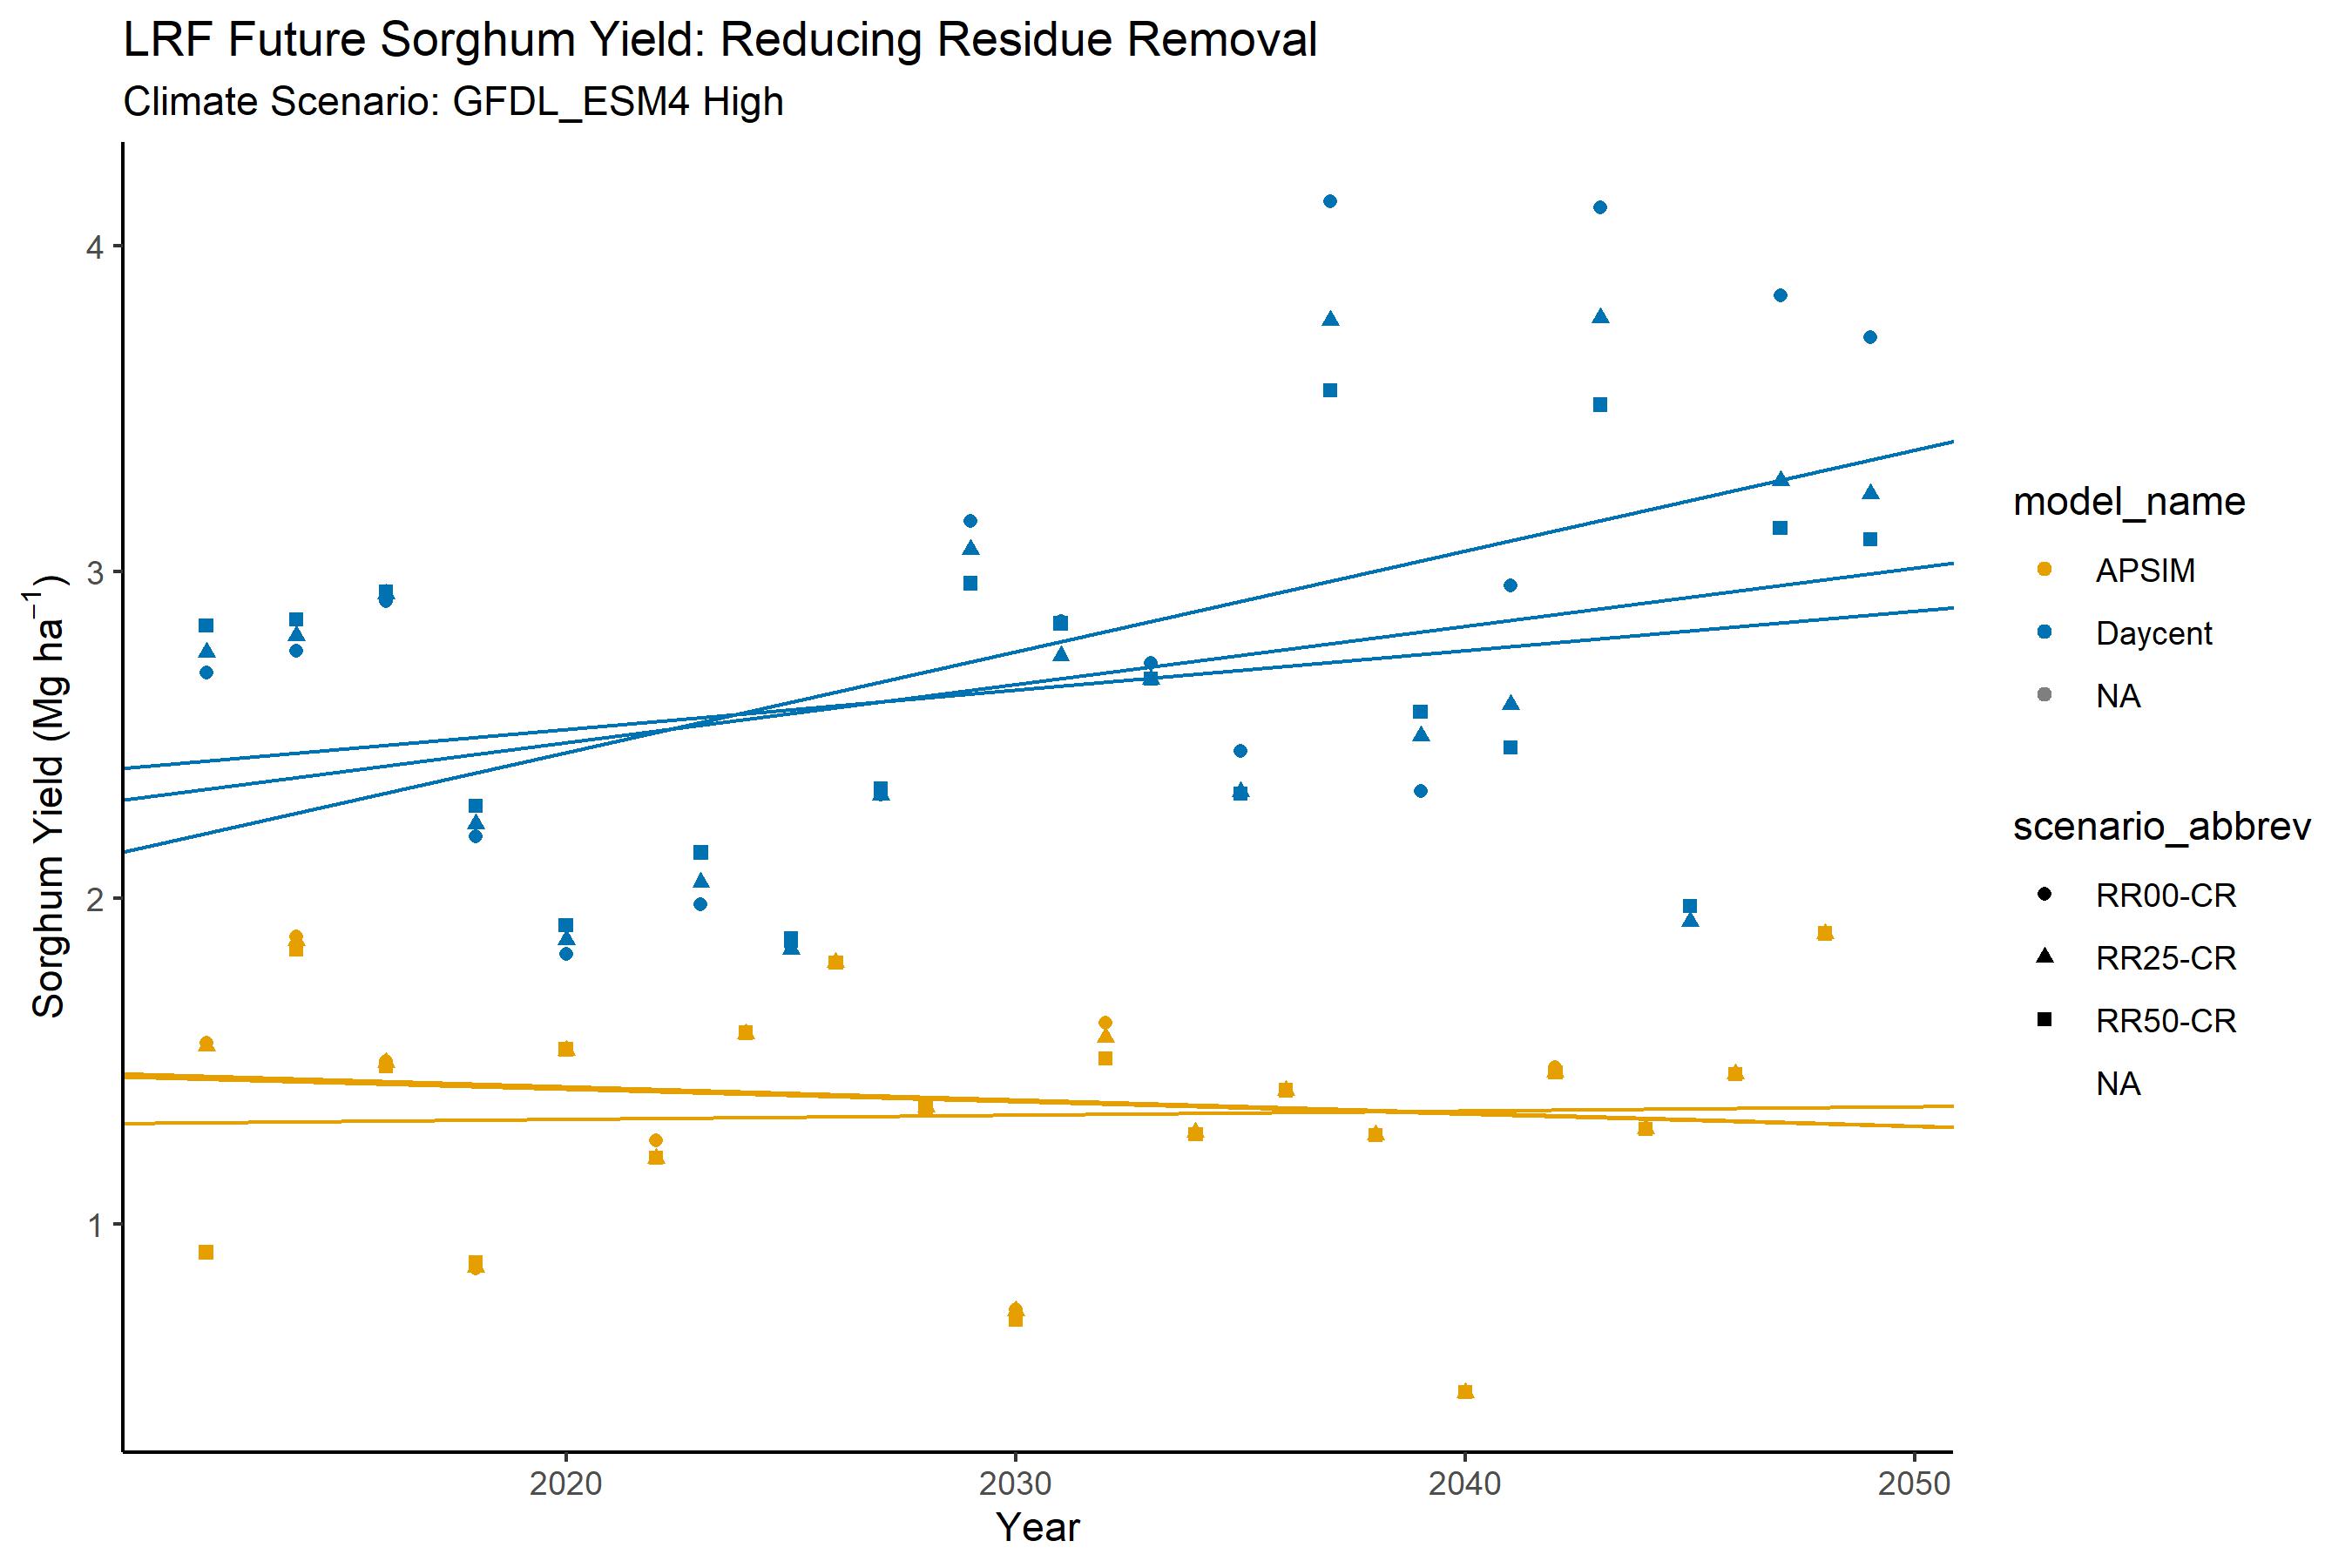 LRF Future Sorghum Yield: Reducing Residue Removal
Climate Scenario: GFDL_ESM4 High
Sorghum Yield (Mg ha⁻¹)
4
3
2
1
2020
2030
2040
2050
Year
model_name
APSIM
Daycent
NA
scenario_abbrev
RR00-CR
RR25-CR
RR50-CR
NA